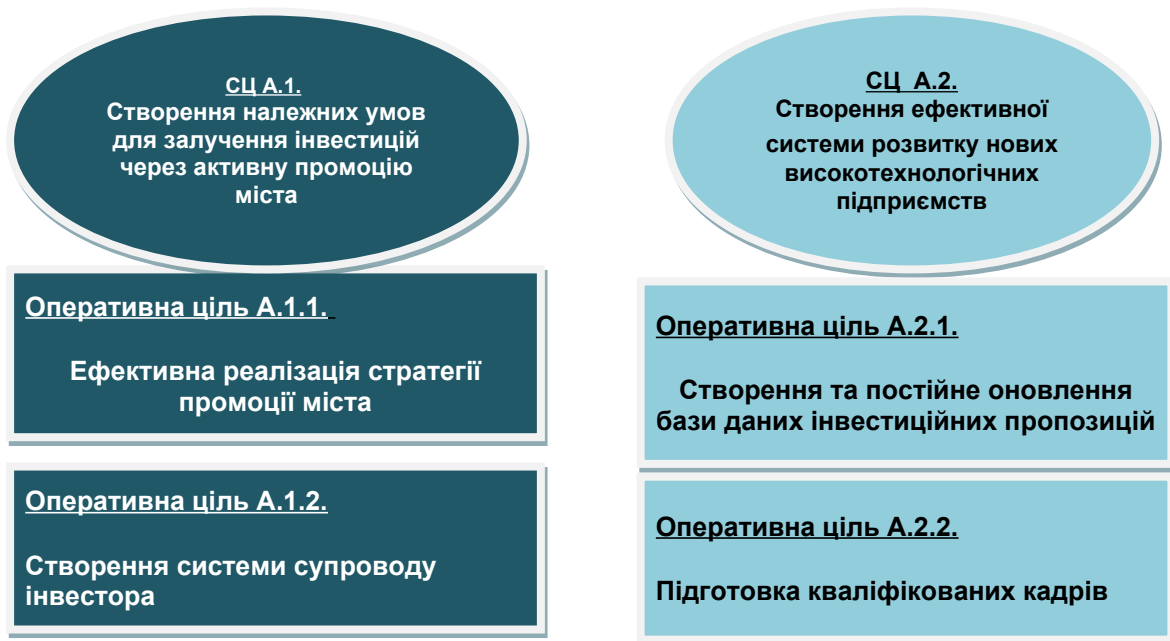 СЦ А.1.
Створення належних умов
для залучення інвестицій
через активну промоцію
міста
Оперативна ціль А.1.1.
Ефективна реалізація стратегії
промоції міста
Оперативна ціль А.1.2.
Створення системи супроводу
інвестора
СЦ А.2.
Створення ефективної
системи розвитку нових
високотехнологічних
підприємств
Оперативна ціль А.2.1.
Створення та постійне оновлення
бази даних інвестиційних пропозицій
Оперативна ціль А.2.2.
Підготовка кваліфікованих кадрів